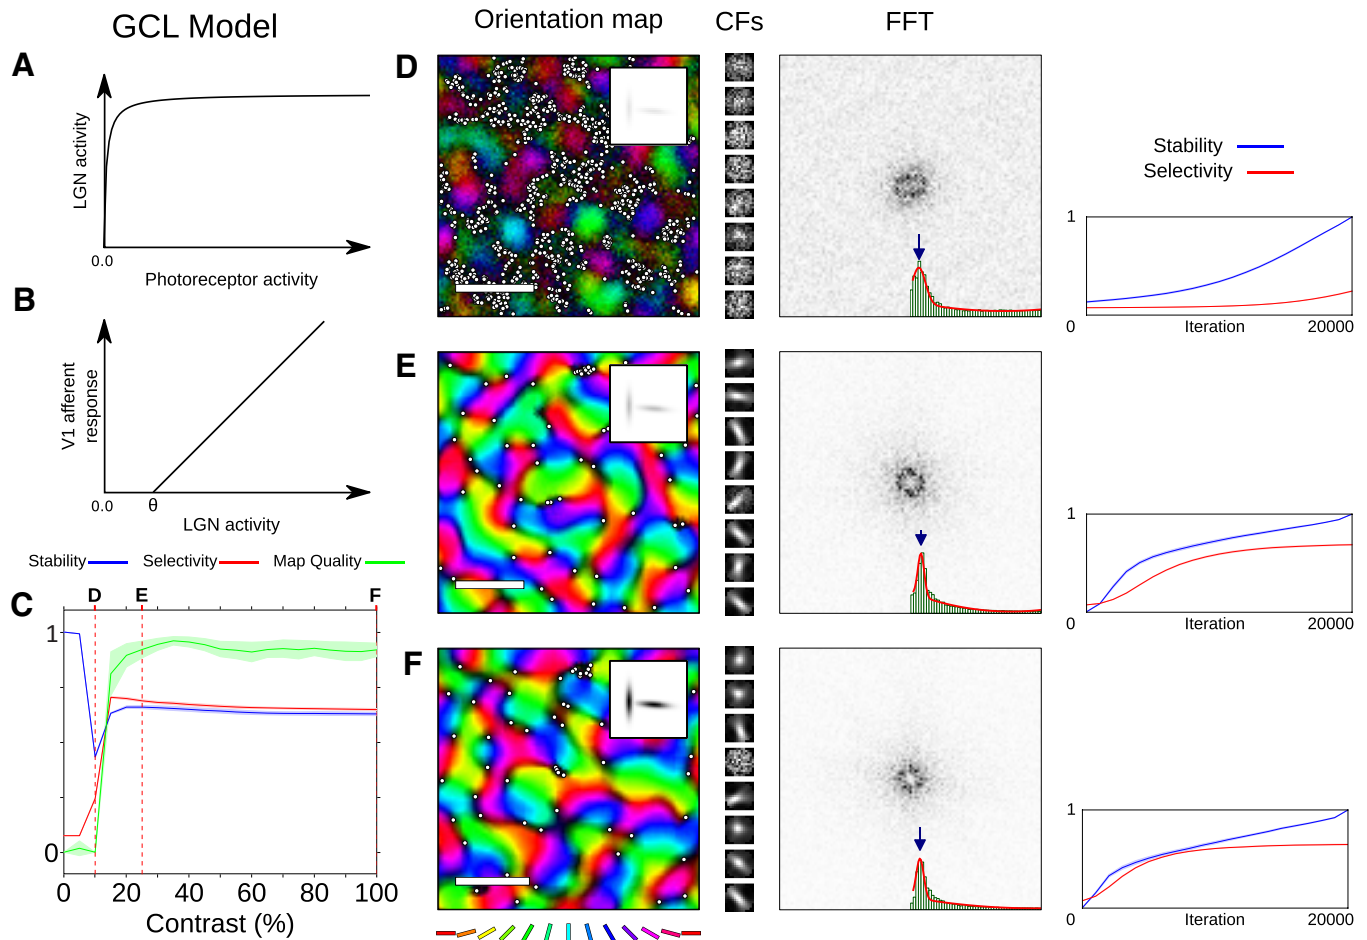 GCL Model
Orientation map
CFs
FFT
A
LGN activity
0.0
Photoreceptor activity
B
V1 afferent
response
0.0
θ
LGN activity
Stability
Selectivity
Map Quality
C
D
E
F
1
0
0
20
40
60
80
100
Contrast (%)
D
Stability
Selectivity
1
0
Iteration
20000
E
1
0
Iteration
20000
F
1
0
Iteration
20000